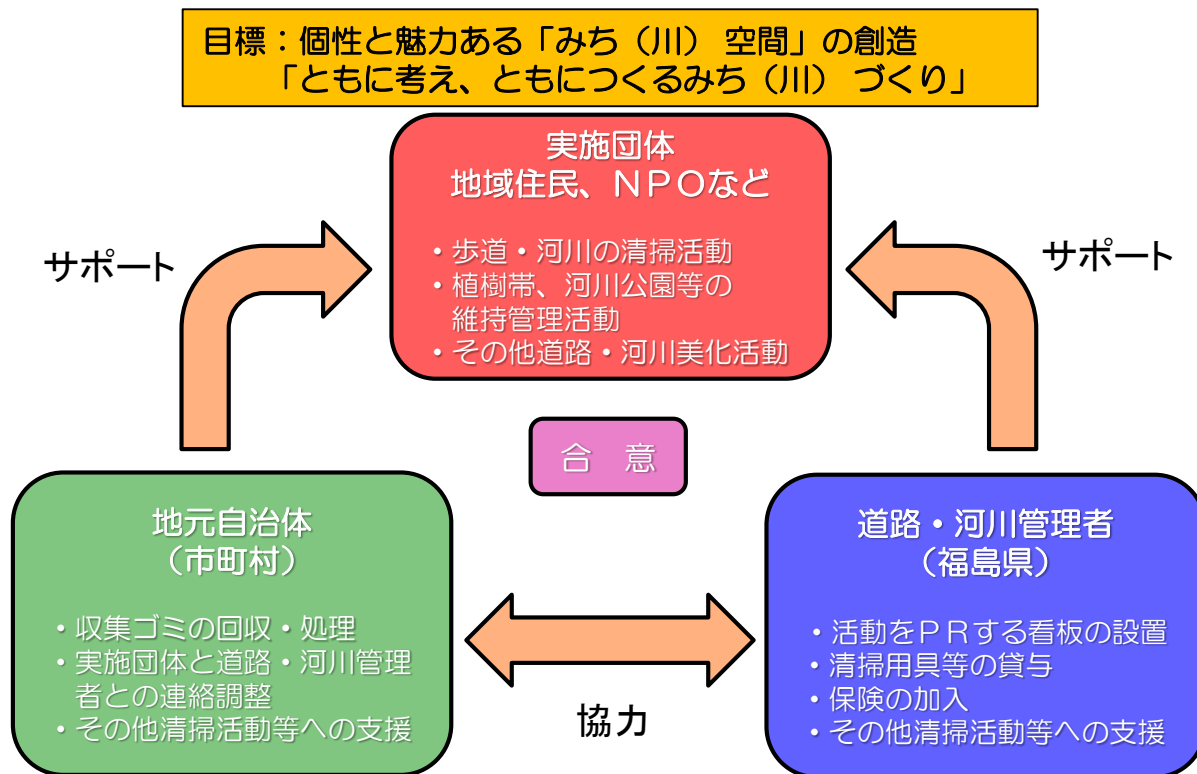 目標：個性と魅力ある「みち（川） 空間」の創造
「ともに考え、ともにつくるみち（川） づくり」
実施団体
地域住民、ＮＰＯなど
・歩道・河川の清掃活動
・植樹帯、河川公園等の
維持管理活動
・その他道路・河川美化活動
サポート
サポート
合　意
地元自治体
（市町村）
・収集ゴミの回収・処理
・実施団体と道路・河川管理
者との連絡調整
・その他清掃活動等への支援
道路・河川管理者
（福島県）
・活動をＰＲする看板の設置
・清掃用具等の貸与
・保険の加入
・その他清掃活動等への支援
協力